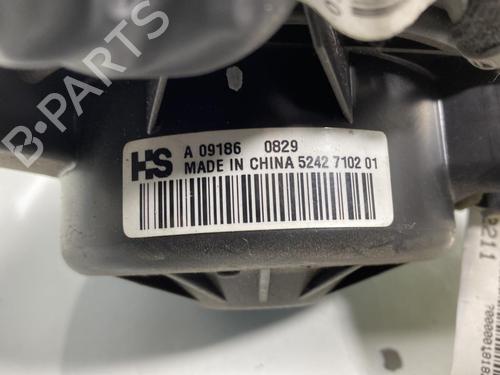 B-PARTS
HS
A 09186 0829
MADE IN CHINA 5242 7102 01